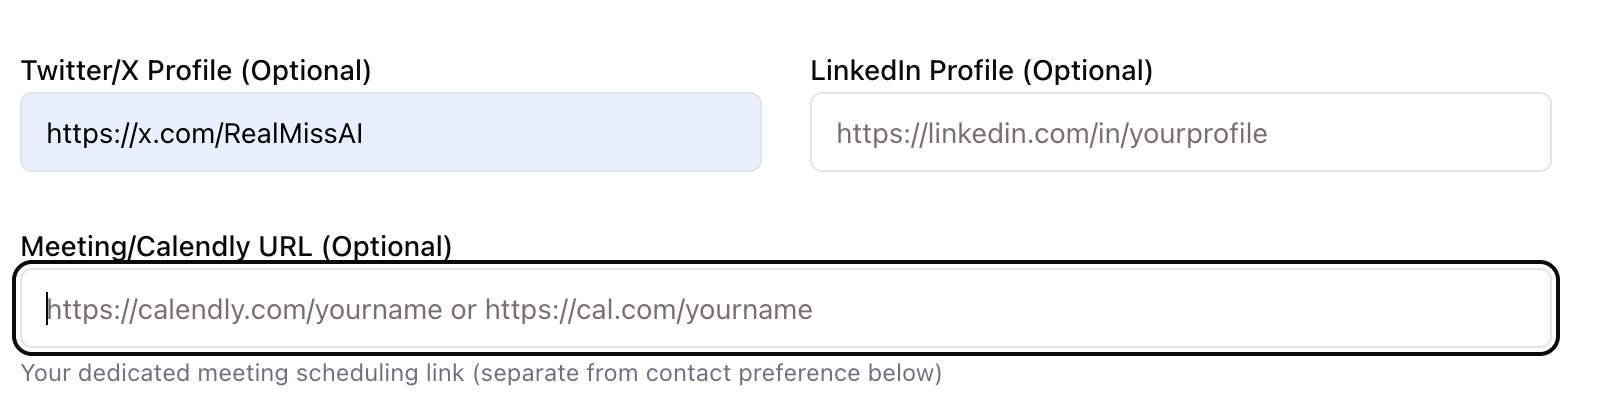 Twitter/X Profile (Optional)
LinkedIn Profile (Optional)
https://x.com/RealMissAI
https://linkedin.com/in/yourprofile
Meeting/Calendly URL (Optional)
https://calendly.com/yourname or https://cal.com/yourname
Your dedicated meeting scheduling link (separate from contact preference below)